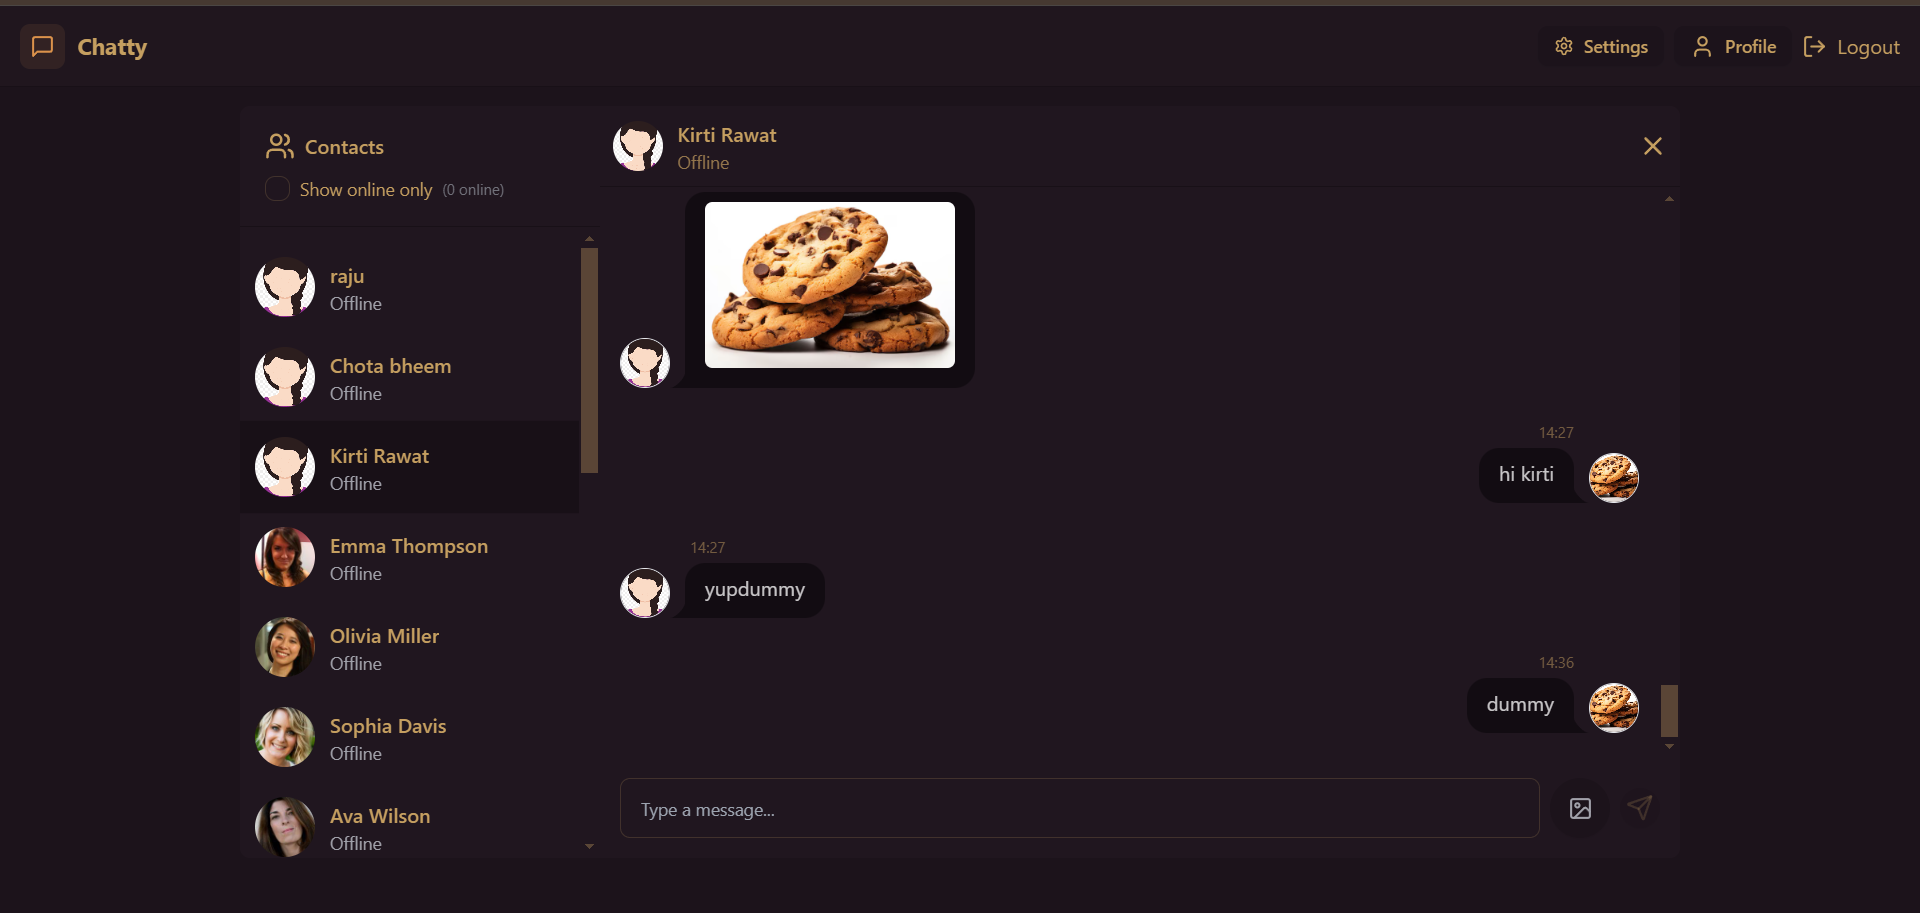 Chatty
Settings
Profile
Logout
Contacts
Show online only (0 online)
raju
Offline
Chota bheem
Offline
Kirti Rawat
Offline
Emma Thompson
Offline
Olivia Miller
Offline
Sophia Davis
Offline
Ava Wilson
Offline
Kirti Rawat
Offline
14:27
hi kirti
14:27
yupdummy
14:36
dummy
Type a message...